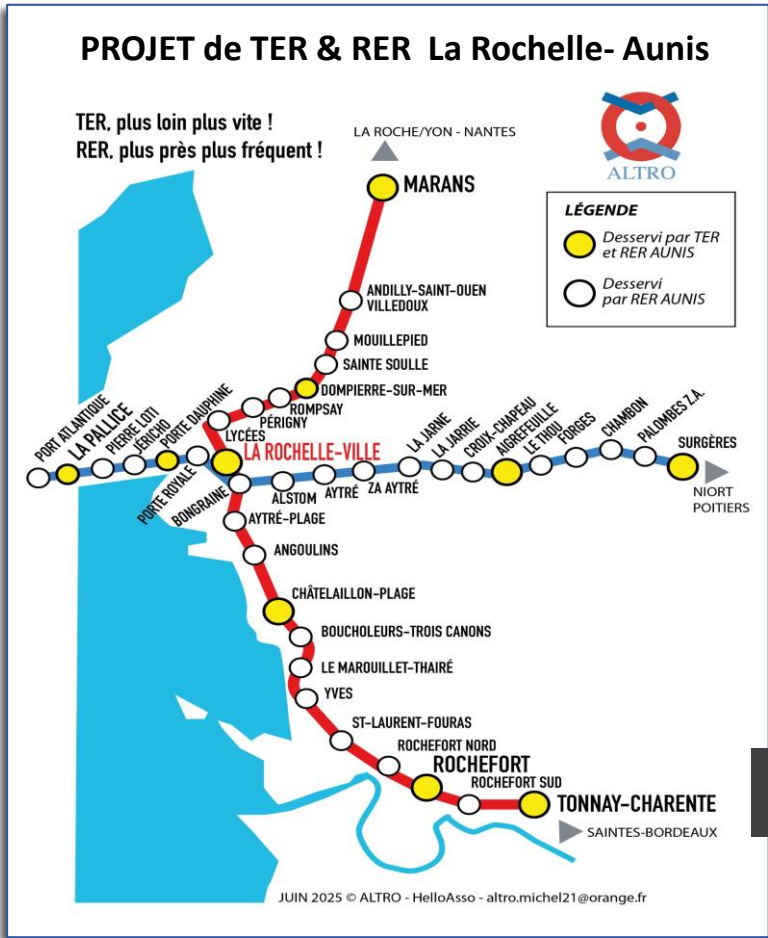 PROJET de TER & RER La Rochelle- Aunis
TER, plus loin plus vite !
RER, plus près plus fréquent !
LA ROCHE/YON - NANTES
ALTRO
MARANS
LÉGENDE
Desservi par TER
et RER AUNIS
Desservi
par RER AUNIS
ANDILLY-SAINT-OUEN
VILLEDOUX
MOUILLEPIED
SAINTE SOULLE
DOMPIERRE-SUR-MER
ROMPSAY
PÉRIGNY
LYCÉES
LA ROCHELLE-VILLE
PORT ATLANTIQUE
LA PALLICE
PIERRE LOTI
JÉRICHO
PORTE DAUPHINE
PORTE ROYALE
BONGRAINE
ALSTOM
AYTRÉ
ZA AYTRÉ
LA JARNE
LA JARRIE
CROIX-CHAPEAU
AIGREFEUILLE
LE THOU
FORGES
CHAMBON
PALOMBES Z.A.
SURGÈRES
NIORT
POITIERS
AYTRÉ-PLAGE
ANGOULINS
CHÂTELAILLON-PLAGE
BOUCHOLEURS-TROIS CANONS
LE MAROUILLET-THAIRÉ
YVES
ST-LAURENT-FOURAS
ROCHEFORT NORD
ROCHEFORT
ROCHEFORT SUD
TONNAY-CHARENTE
SAINTES-BORDEAUX
JUIN 2025 © ALTRO - HelloAsso - altro.michel21@orange.fr